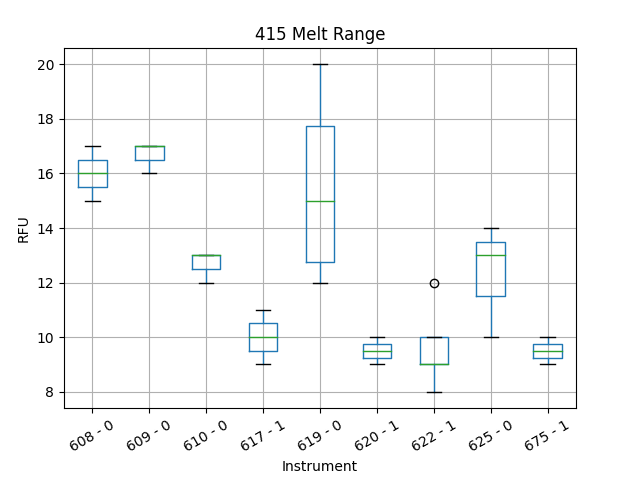 415 Melt Range
RFU
20
18
16
14
12
10
8
608 - 0
609 - 0
610 - 0
617 - 1
619 - 0
620 - 1
622 - 1
625 - 0
675 - 1
Instrument